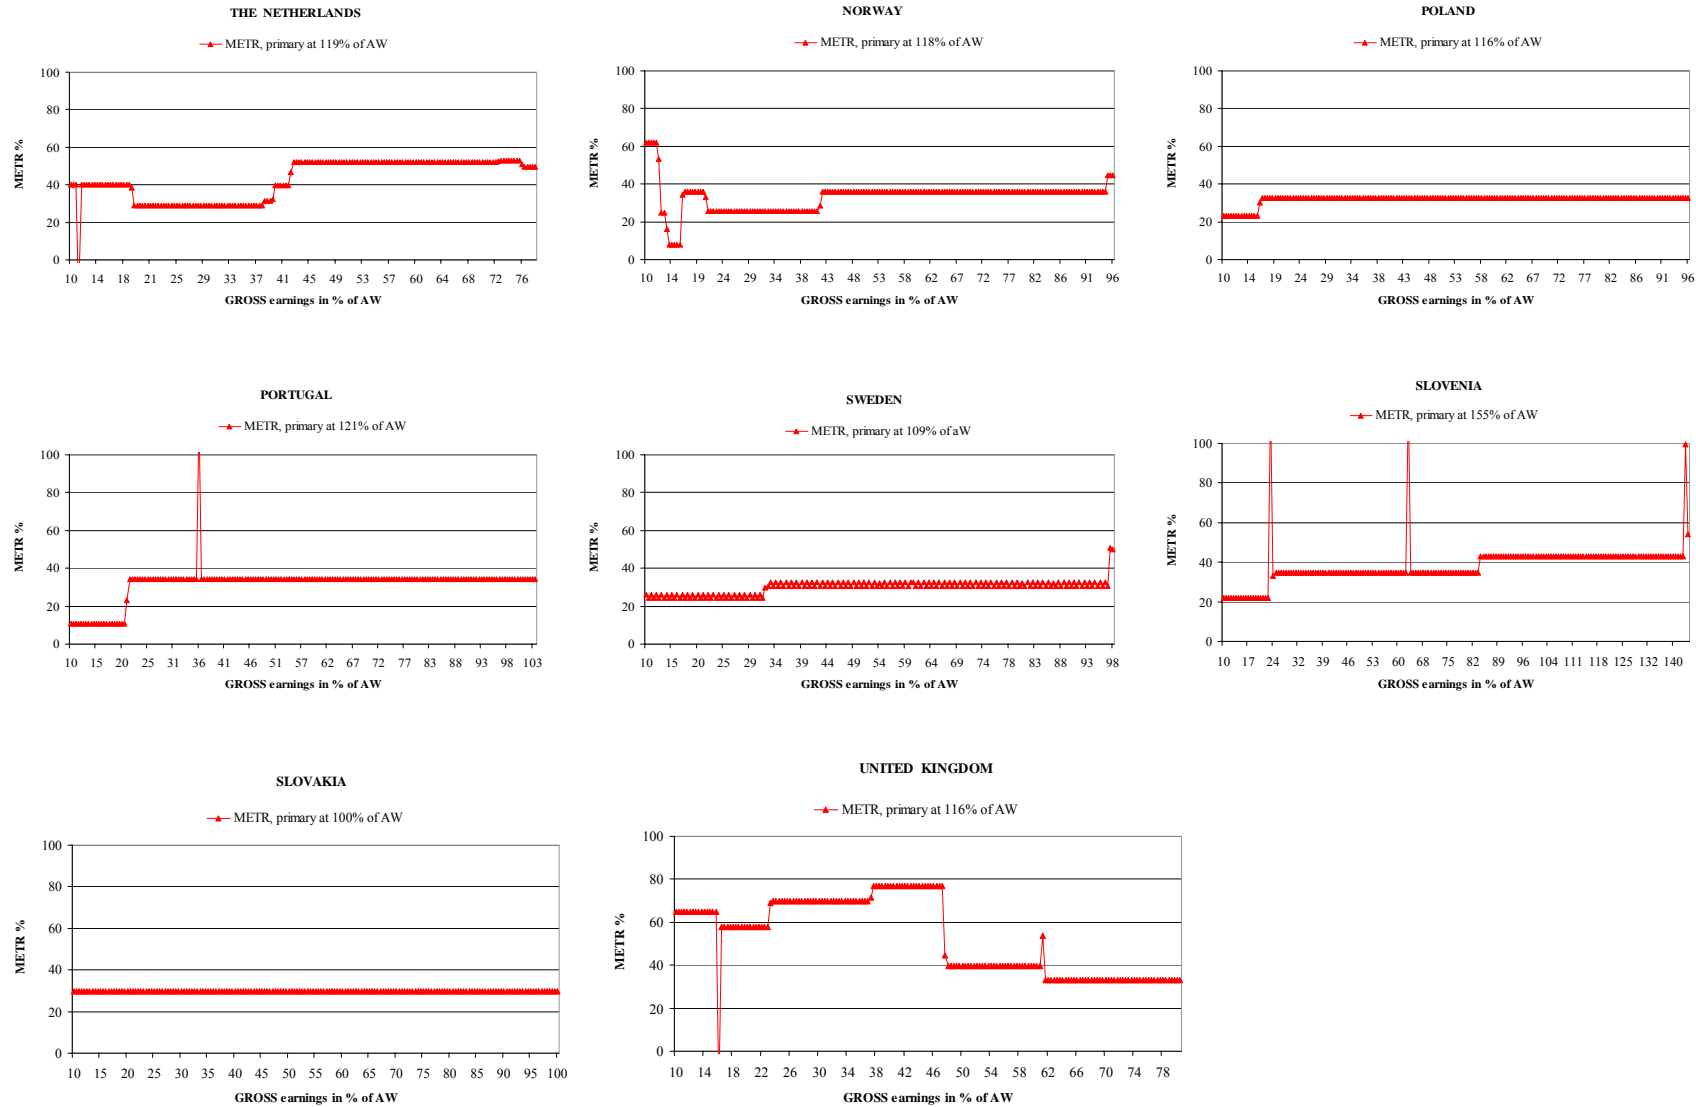 THE NETHERLANDS
METR, primary at 119% of AW
METR %
100
80
60
40
20
0
10 14 18 21 25 29 33 37 41 45 49 53 57 60 64 68 72 76
GROSS earnings in % of AW
NORWAY
METR, primary at 118% of AW
METR %
100
80
60
40
20
0
10 14 19 24 29 34 38 43 48 53 58 62 67 72 77 82 86 91 96
GROSS earnings in % of AW
POLAND
METR, primary at 116% of AW
METR %
100
80
60
40
20
0
10 14 19 24 29 34 38 43 48 53 58 62 67 72 77 82 86 91 96
GROSS earnings in % of AW
PORTUGAL
METR, primary at 121% of AW
METR %
100
80
60
40
20
0
10 15 20 25 31 36 41 46 51 57 62 67 72 77 83 88 93 98 103
GROSS earnings in % of AW
SWEDEN
METR, primary at 109% of aW
METR %
100
80
60
40
20
0
10 15 20 25 29 34 39 44 49 54 59 64 69 74 78 83 88 93 98
GROSS earnings in % of AW
SLOVENIA
METR, primary at 155% of AW
METR %
100
80
60
40
20
0
10 17 24 32 39 46 53 60 68 75 82 89 96 104 111 118 125 132 140
GROSS earnings in % of AW
SLOVAKIA
METR, primary at 100% of AW
METR %
100
80
60
40
20
0
10 15 20 25 30 35 40 45 50 55 60 65 70 75 80 85 90 95 100
GROSS earnings in % of AW
UNITED KINGDOM
METR, primary at 116% of AW
METR %
100
80
60
40
20
0
10 14 18 22 26 30 34 38 42 46 50 54 58 62 66 70 74 78
GROSS earnings in % of AW